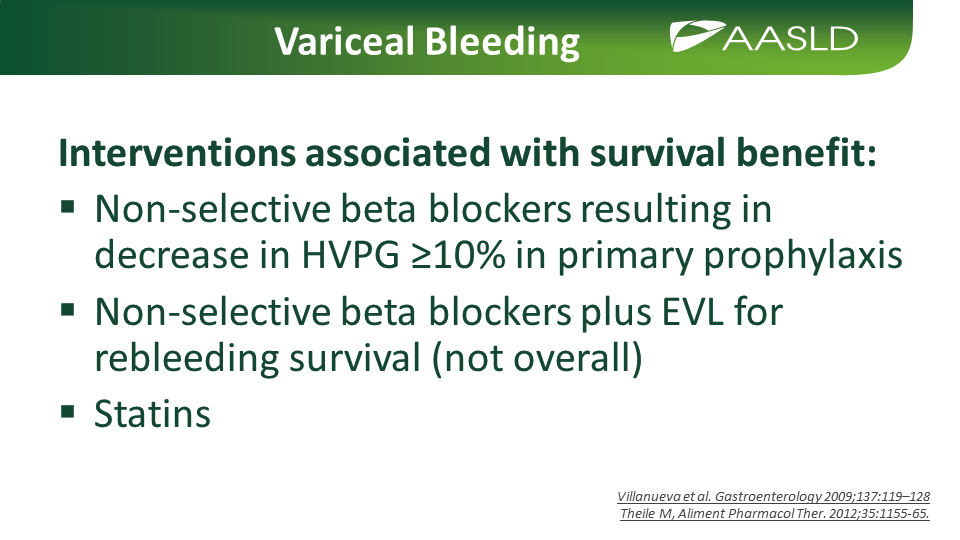 Variceal Bleeding
AASLD
Interventions associated with survival benefit:
▪ Non-selective beta blockers resulting in
decrease in HVPG ≥10% in primary prophylaxis
▪ Non-selective beta blockers plus EVL for
rebleeding survival (not overall)
▪ Statins
Villanueva et al. Gastroenterology 2009;137:119–128
Theile M, Aliment Pharmacol Ther. 2012;35:1155-65.